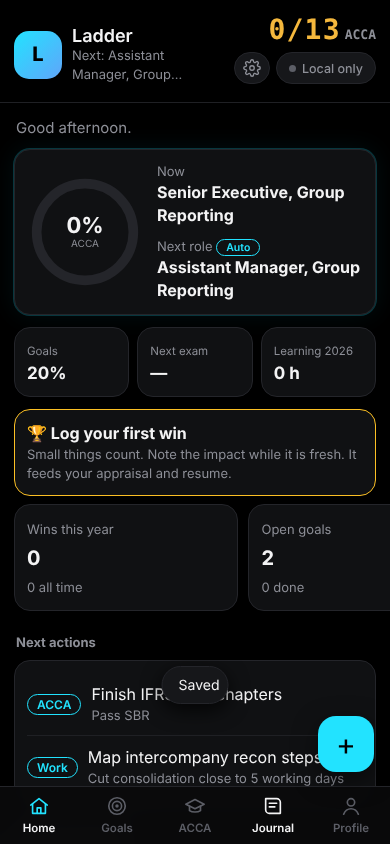 L
Ladder
Next: Assistant
Manager, Group...
0/13 ACCA
Local only
Good afternoon.
0%
ACCA
Now
Senior Executive, Group
Reporting
Next role Auto
Assistant Manager, Group
Reporting
Goals
20%
Next exam
—
Learning 2026
0 h
🏆 Log your first win
Small things count. Note the impact while it is fresh. It
feeds your appraisal and resume.
Wins this year
0
0 all time
Open goals
2
0 done
Next actions
ACCA
Finish
Saved
Pass SBR
Work
Map intercompany recon steps
Cut consolidation close to 5 working days
+
Home
Goals
ACCA
Journal
Profile